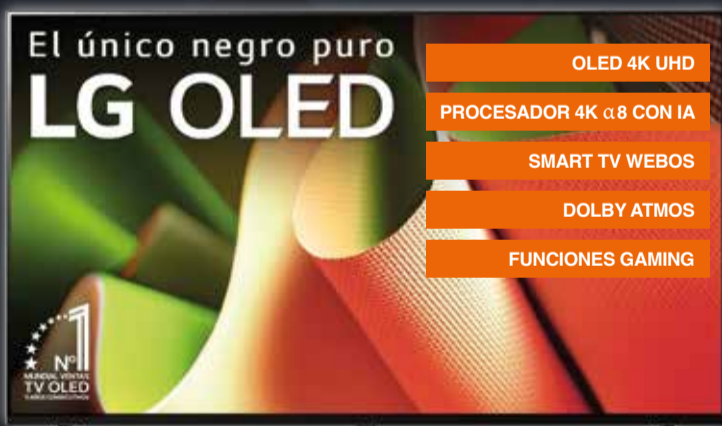 El único negro puro
LG OLED
OLED 4K UHD
PROCESADOR 4K α8 CON IA
SMART TV WEBOS
DOLBY ATMOS
FUNCIONES GAMING
Nº1
MUNDIAL VENTAS
TV OLED